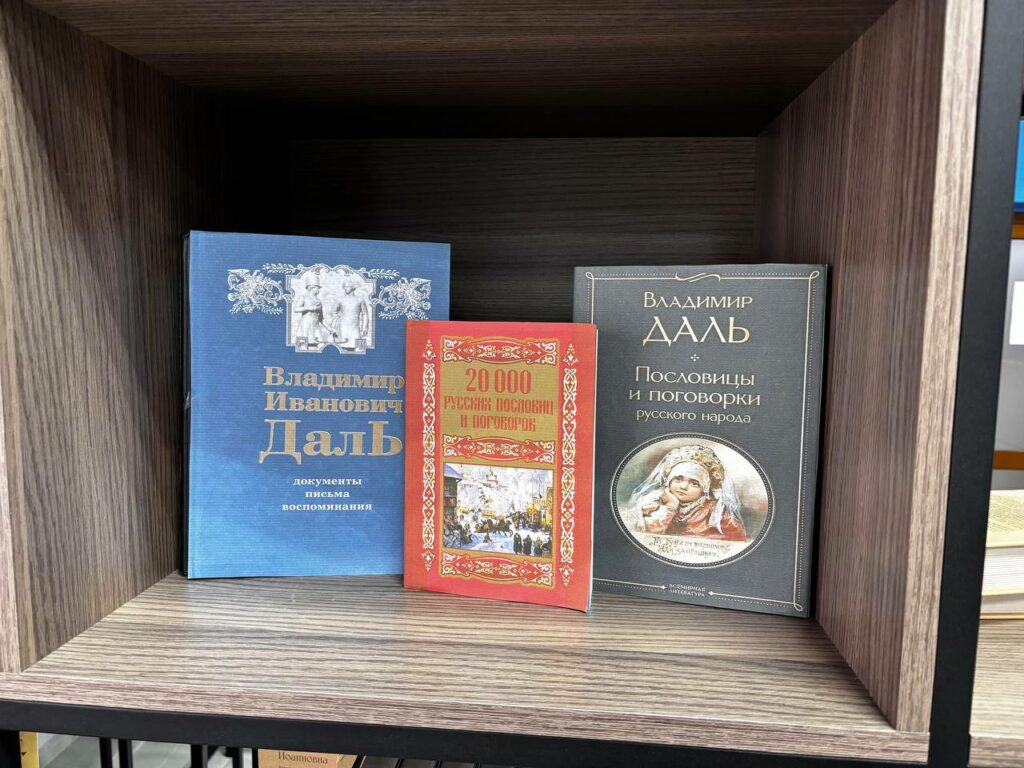 Владимир
Иванович
Даль
документы
письма
воспоминания
20 000
РУССКИХ ПОСЛОВИЦ
И ПОГОВОРОК
Владимир
ДАЛЬ
Пословицы
и поговорки
русского народа
ВСЕМИРНАЯ
ЛИТЕРАТУРА
Иоанновна